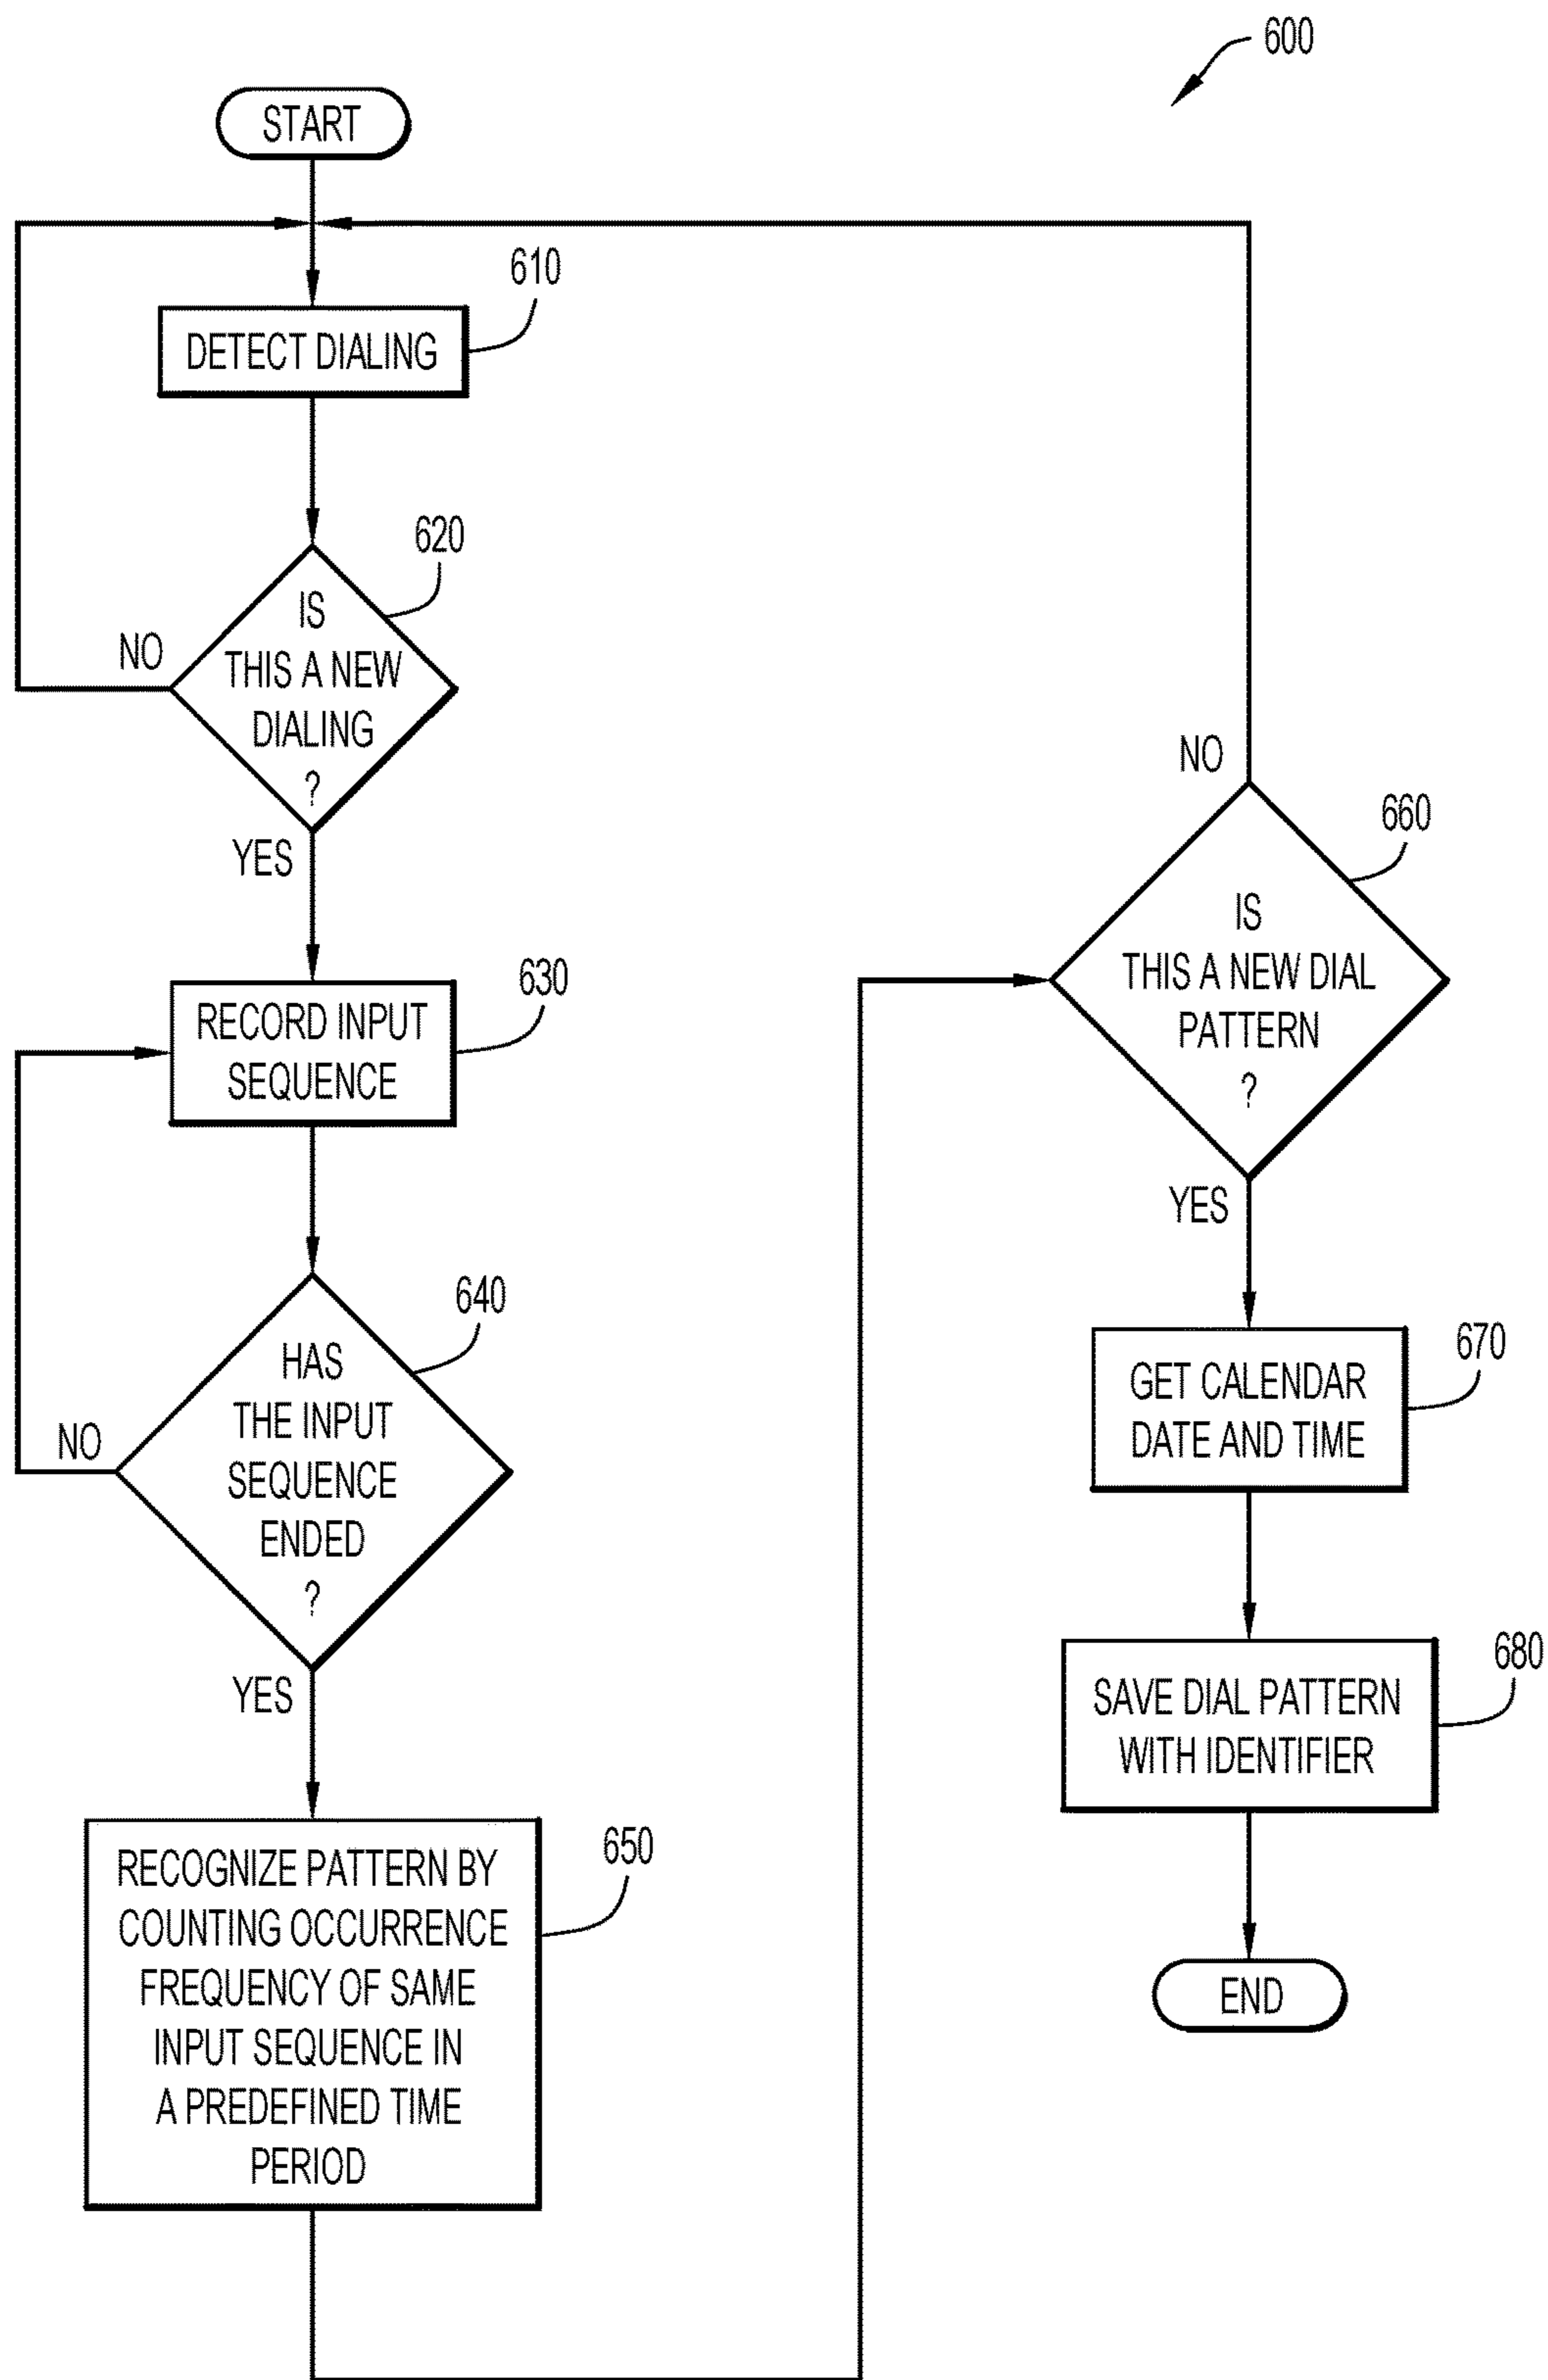 600
START
610
DETECT DIALING
620
IS
THIS A NEW
DIALING
?
NO
YES
630
RECORD INPUT
SEQUENCE
640
HAS
THE INPUT
SEQUENCE
ENDED
?
NO
YES
650
RECOGNIZE PATTERN BY
COUNTING OCCURRENCE
FREQUENCY OF SAME
INPUT SEQUENCE IN
A PREDEFINED TIME
PERIOD
660
IS
THIS A NEW DIAL
PATTERN
?
NO
YES
670
GET CALENDAR
DATE AND TIME
680
SAVE DIAL PATTERN
WITH IDENTIFIER
END